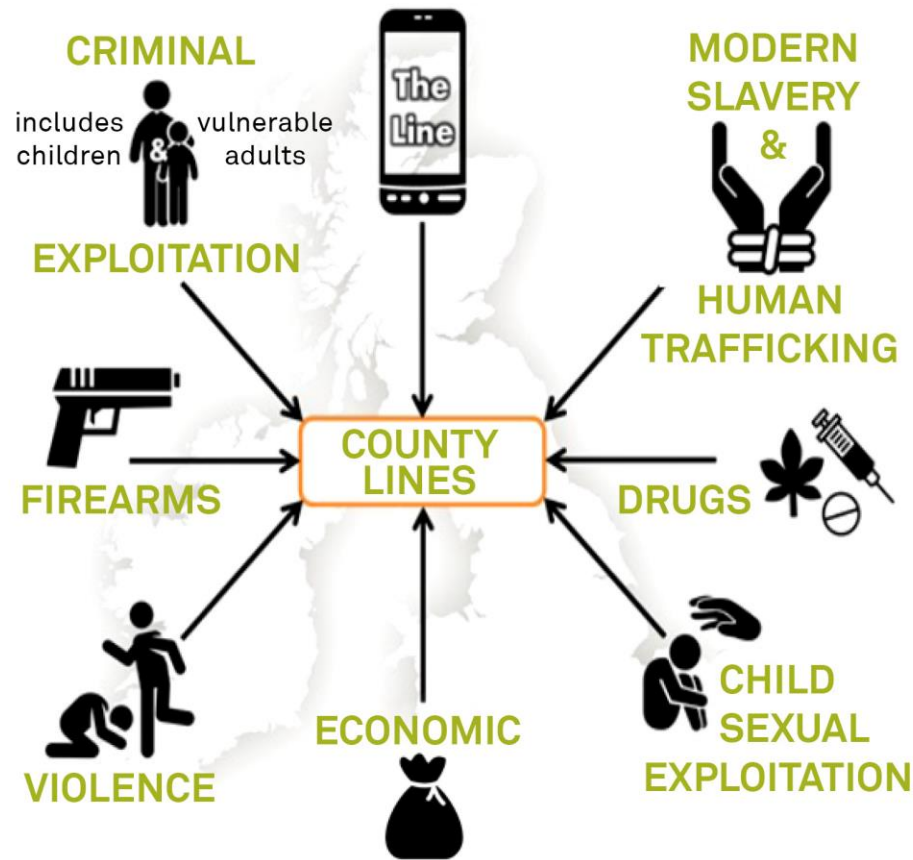 CRIMINAL
includes & vulnerable
children adults
EXPLOITATION
The
Line
MODERN
SLAVERY
&
HUMAN
TRAFFICKING
FIREARMS
COUNTY
LINES
DRUGS
VIOLENCE
ECONOMIC
CHILD
SEXUAL
EXPLOITATION